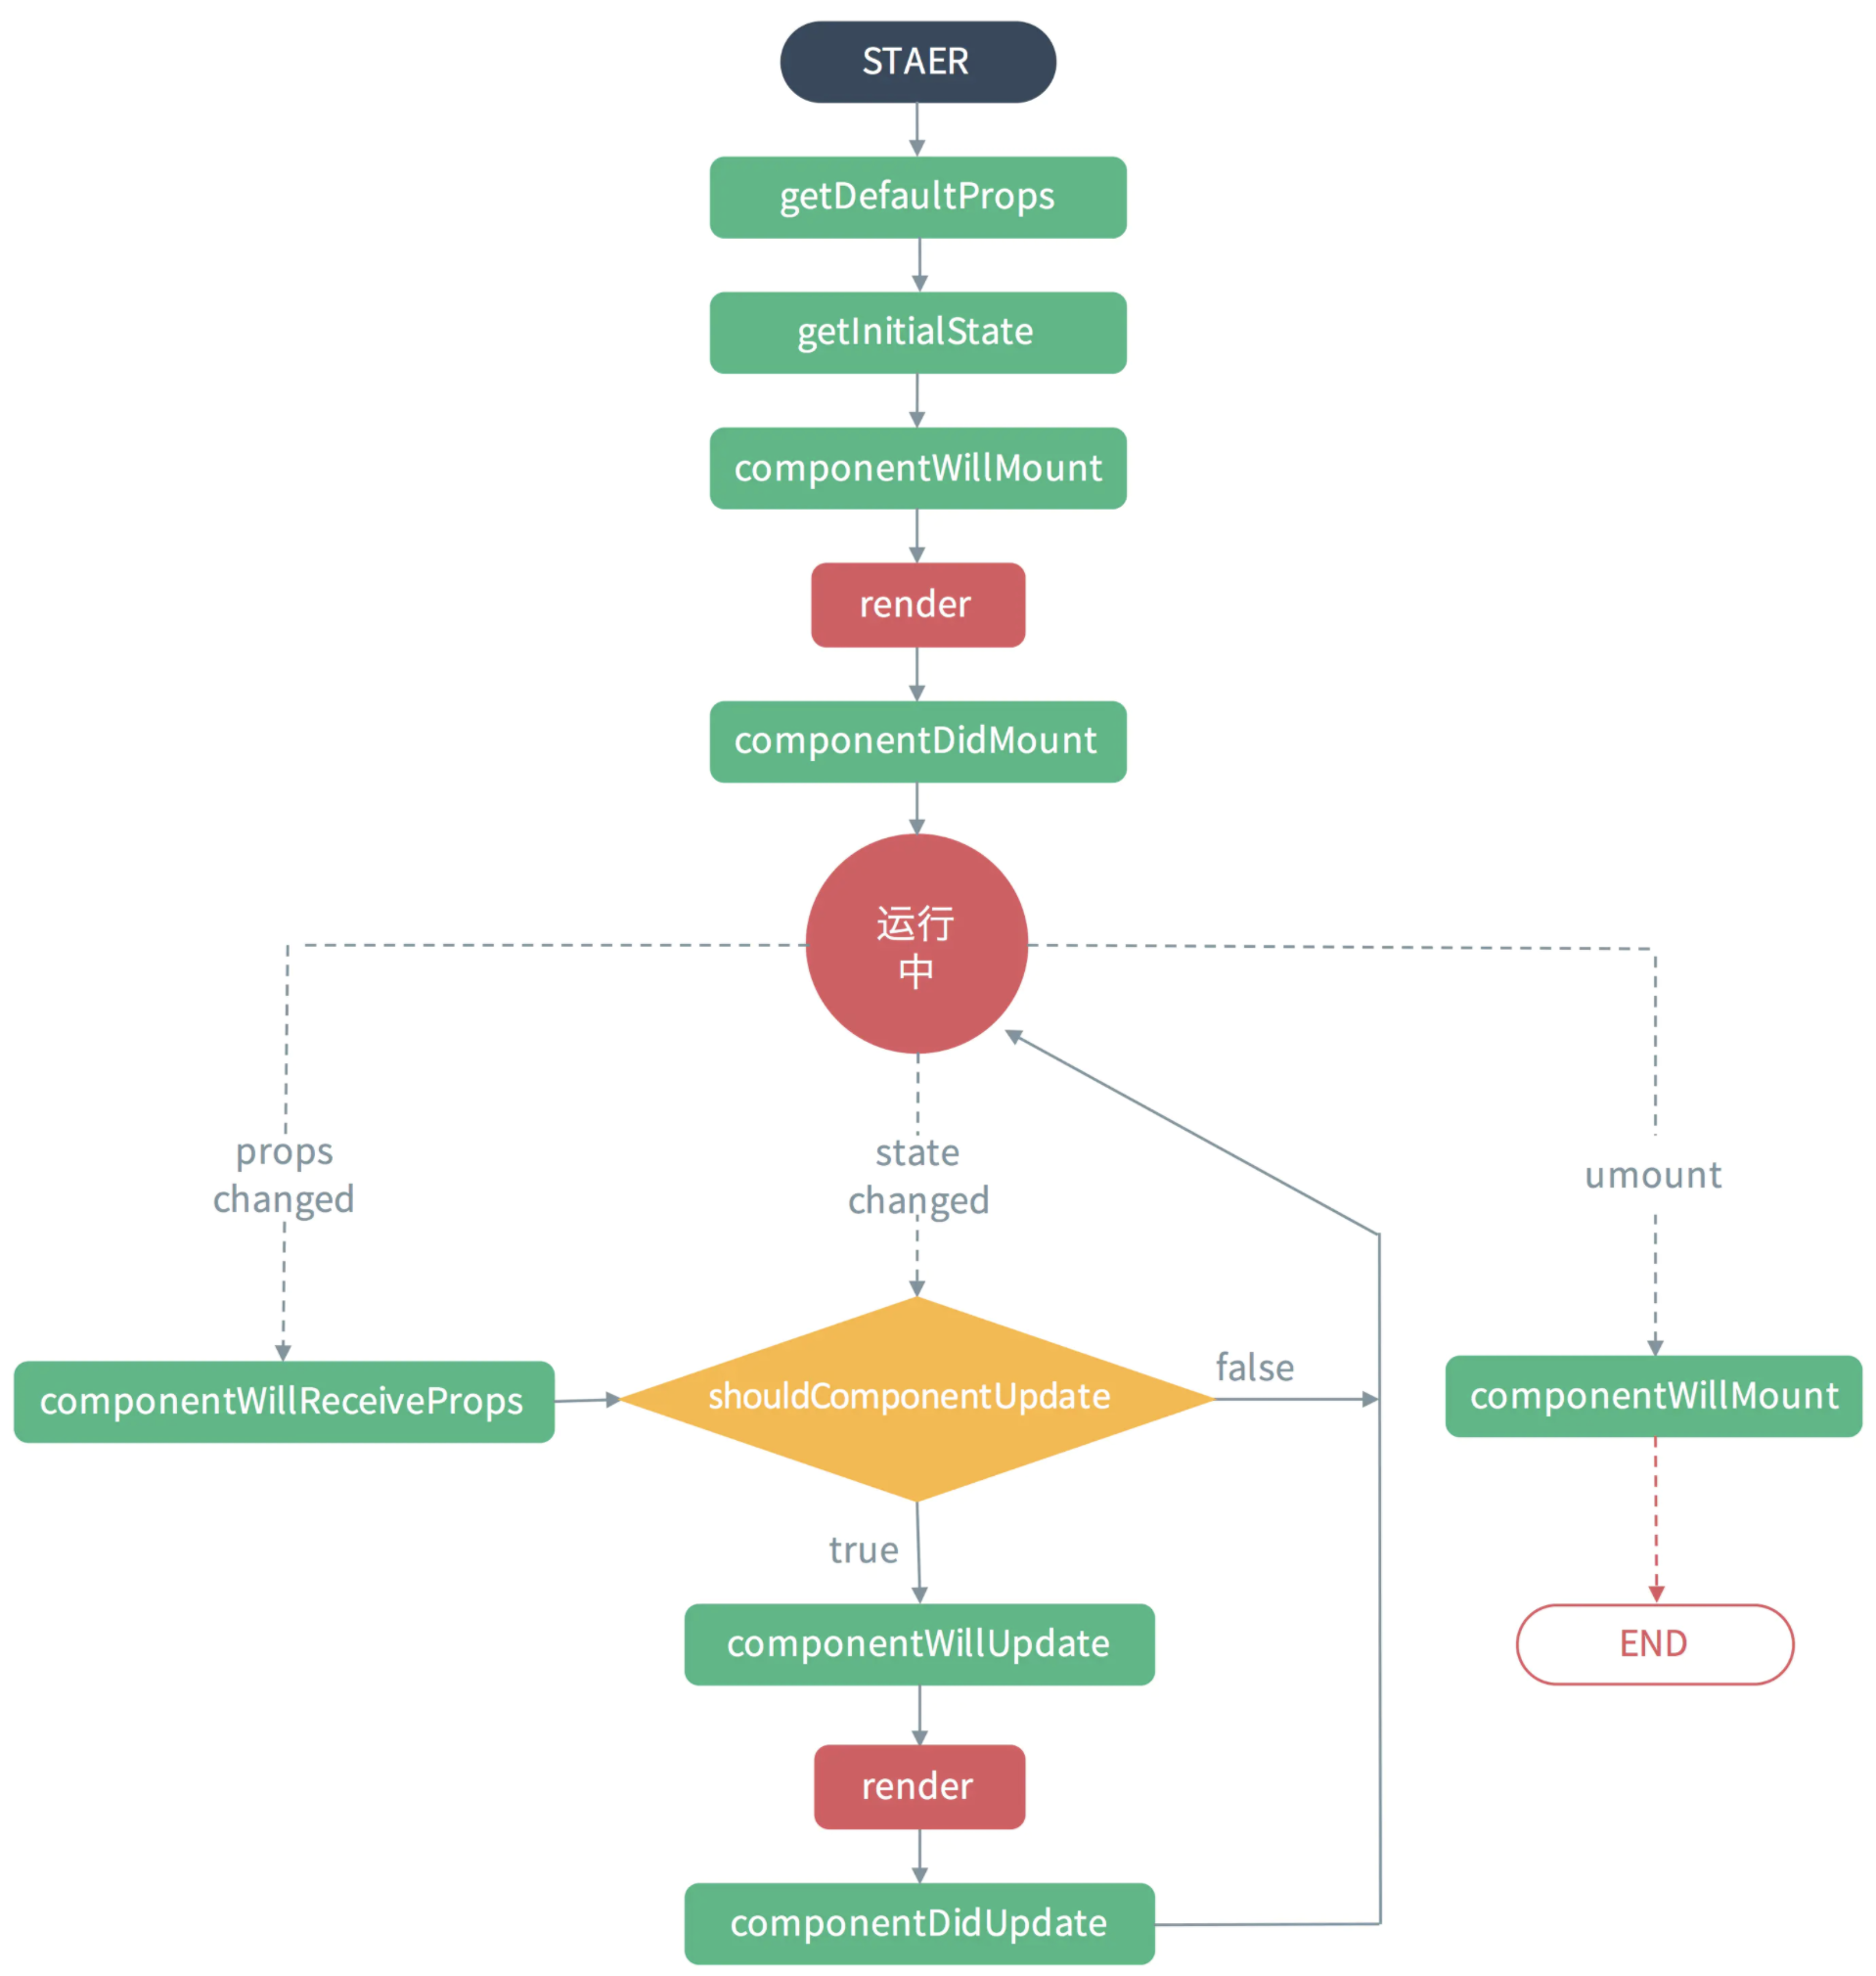 STAER
getDefaultProps
getInitialState
componentWillMount
render
componentDidMount
运行
中
props
changed
state
changed
umount
componentWillReceiveProps
shouldComponentUpdate
false
componentWillMount
true
componentWillUpdate
END
render
componentDidUpdate